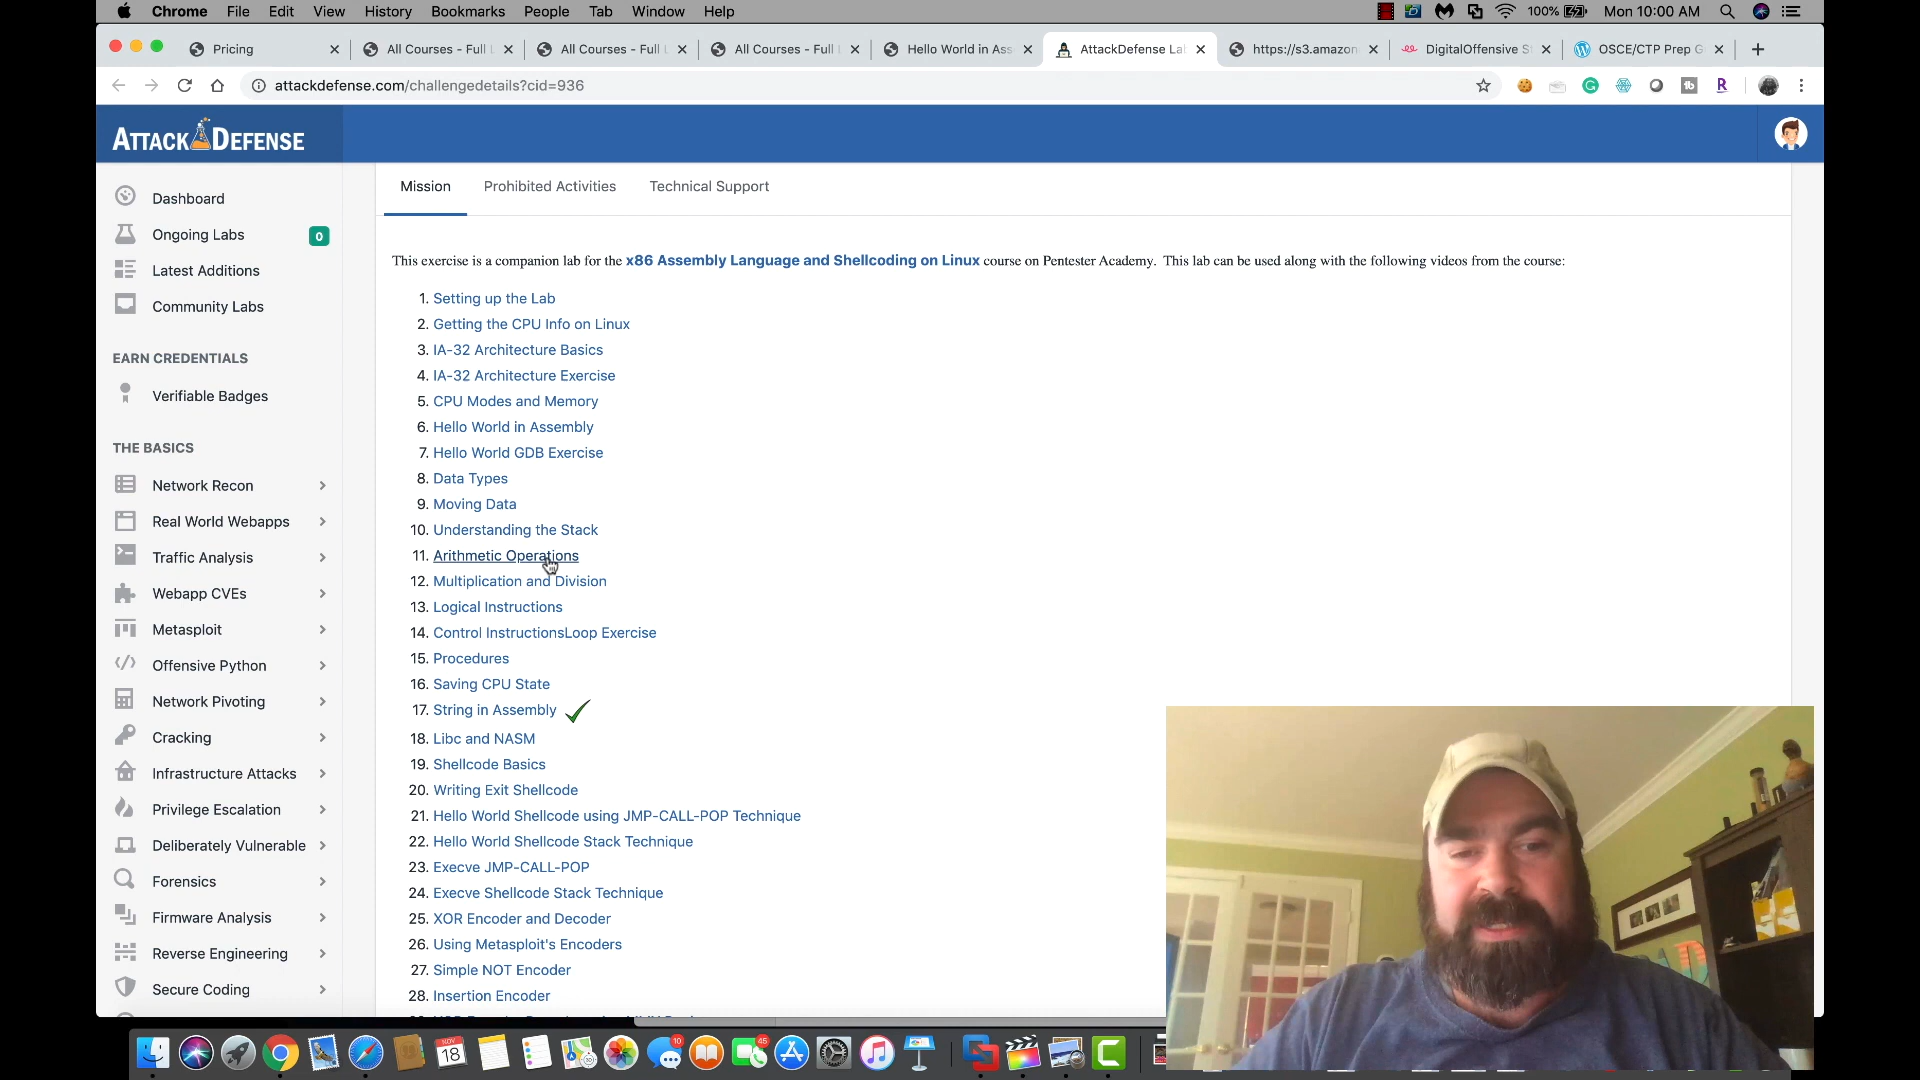 Chrome File Edit View History Bookmarks People Tab Window Help 100% Mon 10:00 AM
Pricing All Courses - Full L All Courses - Full L All Courses - Full L Hello World in Ass AttackDefense La https://s3.amazon DigitalOffensive S OSCE/CTP Prep G
attackdefense.com/challengedetails?cid=936
ATTACK DEFENSE
Dashboard
Ongoing Labs 0
Latest Additions
Community Labs
EARN CREDENTIALS
Verifiable Badges
THE BASICS
Network Recon
Real World Webapps
Traffic Analysis
Webapp CVEs
Metasploit
Offensive Python
Network Pivoting
Cracking
Infrastructure Attacks
Privilege Escalation
Deliberately Vulnerable
Forensics
Firmware Analysis
Reverse Engineering
Secure Coding
Mission Prohibited Activities Technical Support
This exercise is a companion lab for the x86 Assembly Language and Shellcoding on Linux course on Pentester Academy. This lab can be used along with the following videos from the course:
1. Setting up the Lab
2. Getting the CPU Info on Linux
3. IA-32 Architecture Basics
4. IA-32 Architecture Exercise
5. CPU Modes and Memory
6. Hello World in Assembly
7. Hello World GDB Exercise
8. Data Types
9. Moving Data
10. Understanding the Stack
11. Arithmetic Operations
12. Multiplication and Division
13. Logical Instructions
14. Control InstructionsLoop Exercise
15. Procedures
16. Saving CPU State
17. String in Assembly
18. Libc and NASM
19. Shellcode Basics
20. Writing Exit Shellcode
21. Hello World Shellcode using JMP-CALL-POP Technique
22. Hello World Shellcode Stack Technique
23. Execve JMP-CALL-POP
24. Execve Shellcode Stack Technique
25. XOR Encoder and Decoder
26. Using Metasploit's Encoders
27. Simple NOT Encoder
28. Insertion Encoder
NOV 18 10 45